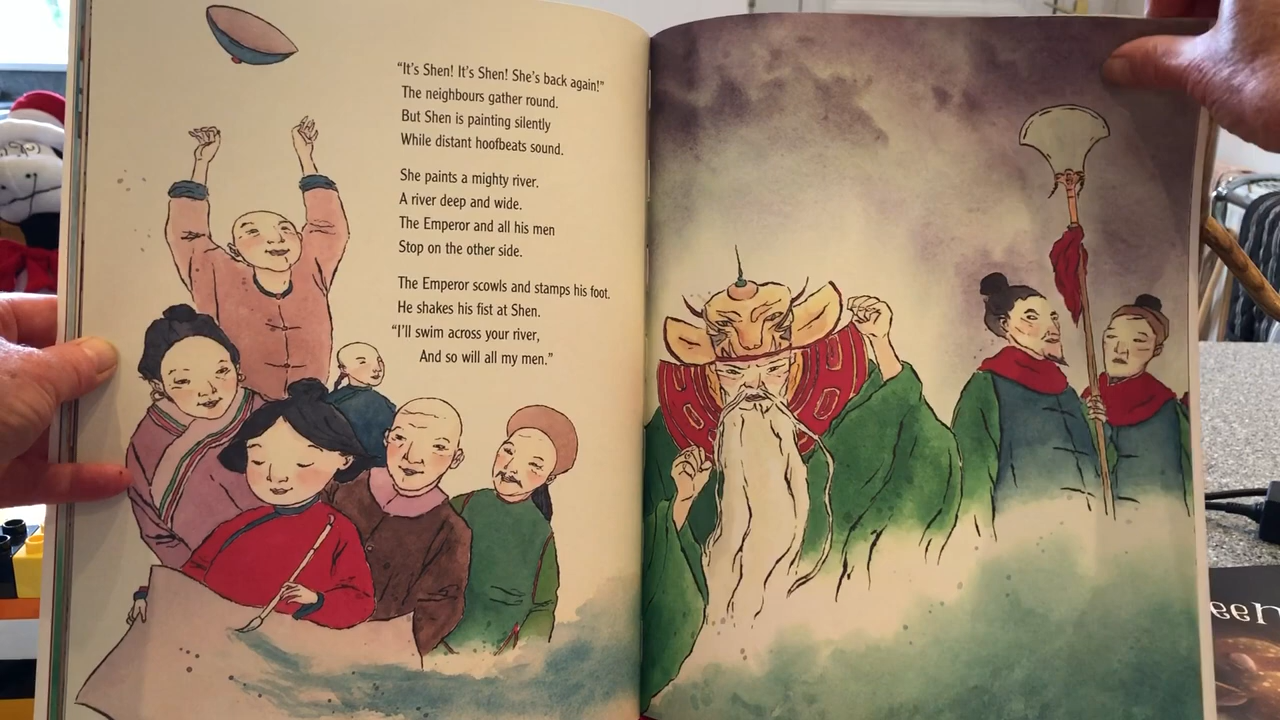 “It’s Shen! It’s Shen! She’s back again!”
The neighbours gather round.
But Shen is painting silently
While distant hoofbeats sound.
She paints a mighty river.
A river deep and wide.
The Emperor and all his men
Stop on the other side.
The Emperor scowls and stamps his foot.
He shakes his fist at Shen.
“I’ll swim across your river,
And so will all my men.”